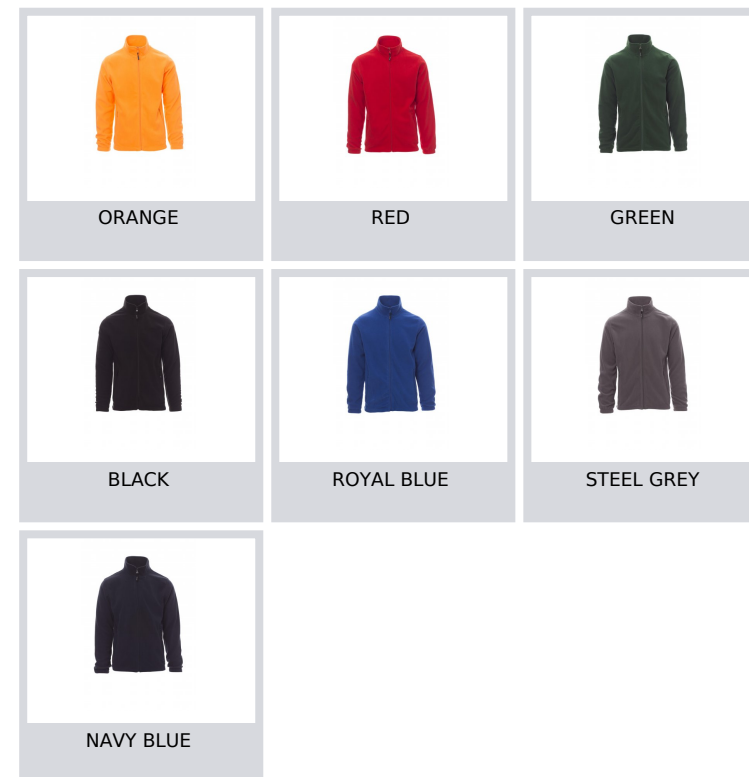 ORANGE
RED
GREEN
BLACK
ROYAL BLUE
STEEL GREY
NAVY BLUE